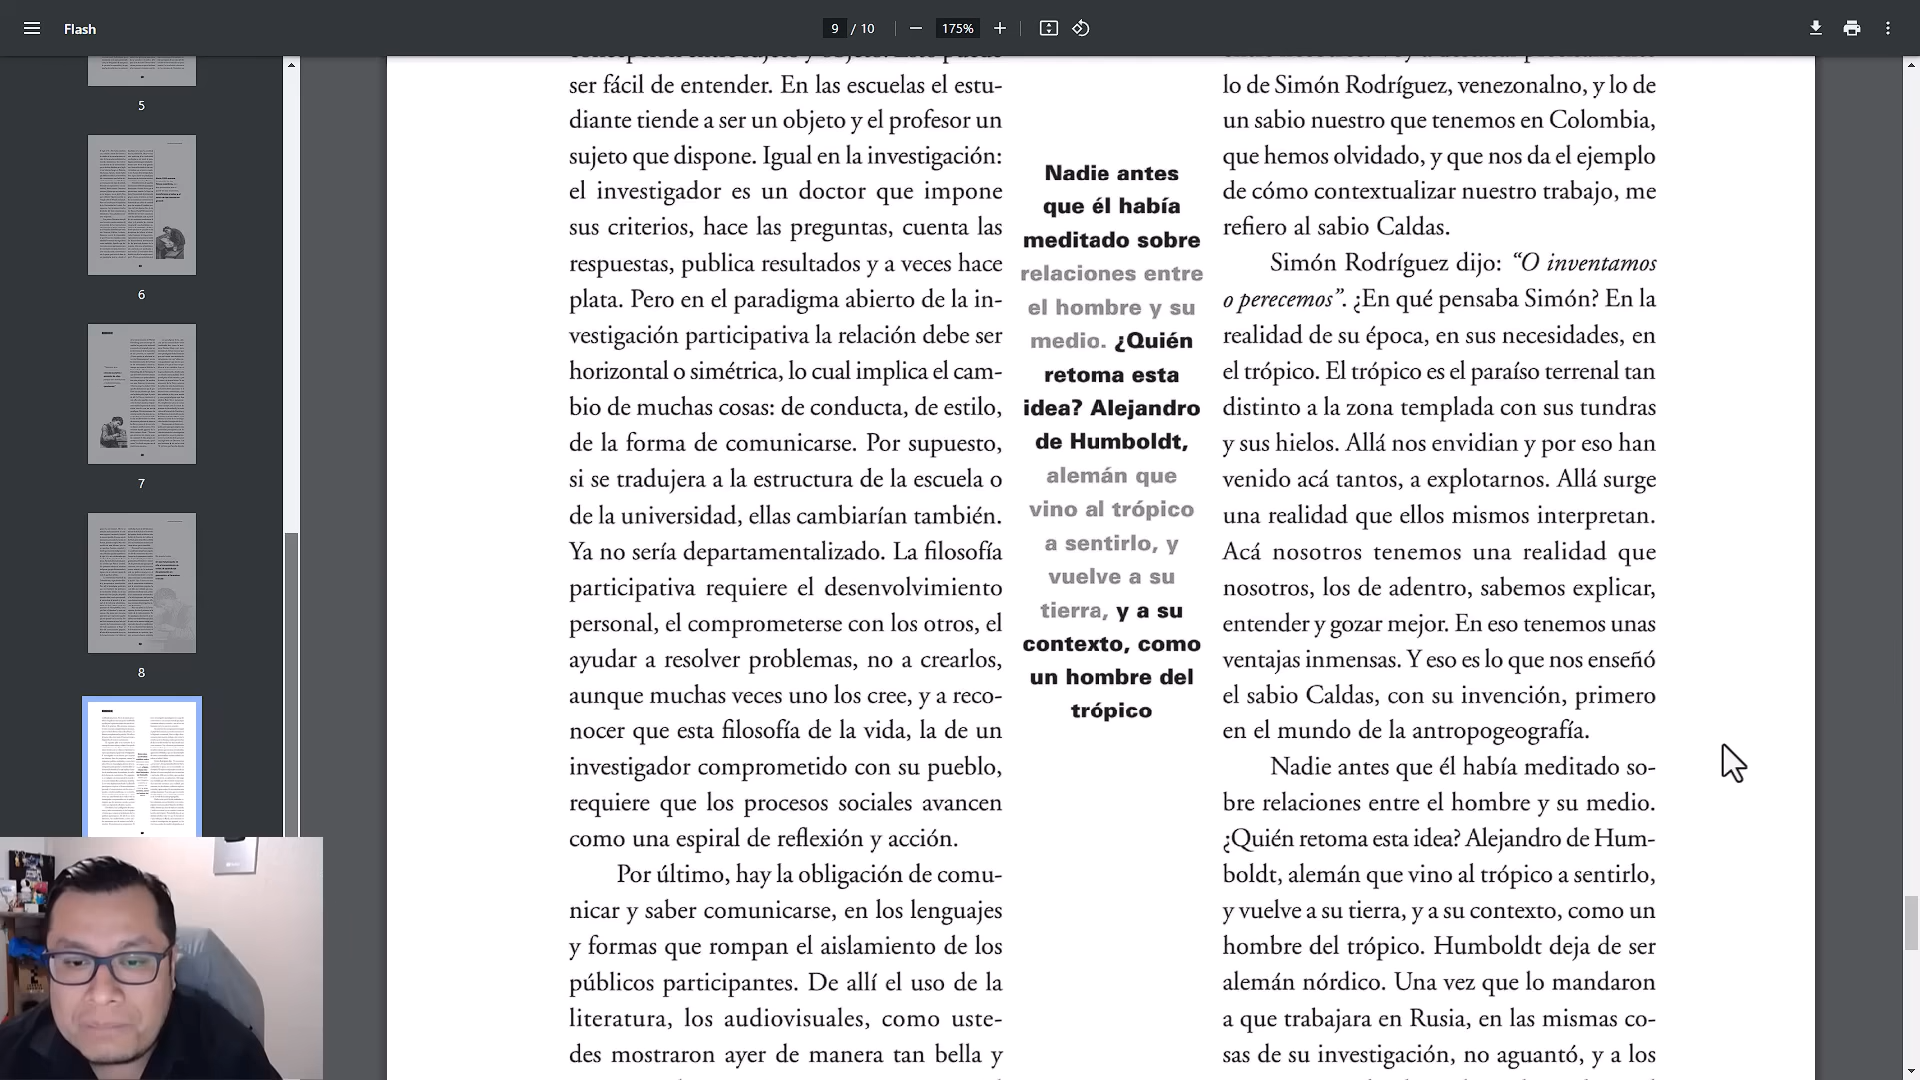 Flash
9 / 10
175%
5
6
7
8
ser fácil de entender. En las escuelas el estu-
diante tiende a ser un objeto y el profesor un
sujeto que dispone. Igual en la investigación:
el investigador es un doctor que impone
sus criterios, hace las preguntas, cuenta las
respuestas, publica resultados y a veces hace
plata. Pero en el paradigma abierto de la in-
vestigación participativa la relación debe ser
horizontal o simétrica, lo cual implica el cam-
bio de muchas cosas: de conducta, de estilo,
de la forma de comunicarse. Por supuesto,
si se tradujera a la estructura de la escuela o
de la universidad, ellas cambiarían también.
Ya no sería departamentalizado. La filosofía
participativa requiere el desenvolvimiento
personal, el comprometerse con los otros, el
ayudar a resolver problemas, no a crearlos,
aunque muchas veces uno los cree, y a reco-
nocer que esta filosofía de la vida, la de un
investigador comprometido con su pueblo,
requiere que los procesos sociales avancen
como una espiral de reflexión y acción.
Por último, hay la obligación de comu-
nicar y saber comunicarse, en los lenguajes
y formas que rompan el aislamiento de los
públicos participantes. De allí el uso de la
literatura, los audiovisuales, como uste-
des mostraron ayer de manera tan bella y
Nadie antes
que él había
meditado sobre
relaciones entre
el hombre y su
medio. ¿Quién
retoma esta
idea? Alejandro
de Humboldt,
alemán que
vino al trópico
a sentirlo, y
vuelve a su
tierra, y a su
contexto, como
un hombre del
trópico
lo de Simón Rodríguez, venezonalno, y lo de
un sabio nuestro que tenemos en Colombia,
que hemos olvidado, y que nos da el ejemplo
de cómo contextualizar nuestro trabajo, me
refiero al sabio Caldas.
Simón Rodríguez dijo: “O inventamos
o perecemos”. ¿En qué pensaba Simón? En la
realidad de su época, en sus necesidades, en
el trópico. El trópico es el paraíso terrenal tan
distinto a la zona templada con sus tundras
y sus hielos. Allá nos envidian y por eso han
venido acá tantos, a explotarnos. Allá surge
una realidad que ellos mismos interpretan.
Acá nosotros tenemos una realidad que
nosotros, los de adentro, sabemos explicar,
entender y gozar mejor. En eso tenemos unas
ventajas inmensas. Y eso es lo que nos enseñó
el sabio Caldas, con su invención, primero
en el mundo de la antropogeografía.
Nadie antes que él había meditado so-
bre relaciones entre el hombre y su medio.
¿Quién retoma esta idea? Alejandro de Hum-
boldt, alemán que vino al trópico a sentirlo,
y vuelve a su tierra, y a su contexto, como un
hombre del trópico. Humboldt deja de ser
alemán nórdico. Una vez que lo mandaron
a que trabajara en Rusia, en las mismas co-
sas de su investigación, no aguantó, y a los